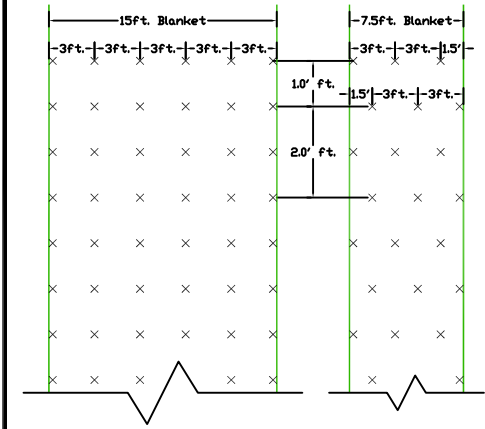 15ft. Blanket
7.5ft. Blanket
3ft. 3ft. 3ft. 3ft. 3ft.
3ft. 3ft. 1.5'
1.0' ft.
1.5' 3ft. 3ft.
2.0' ft.